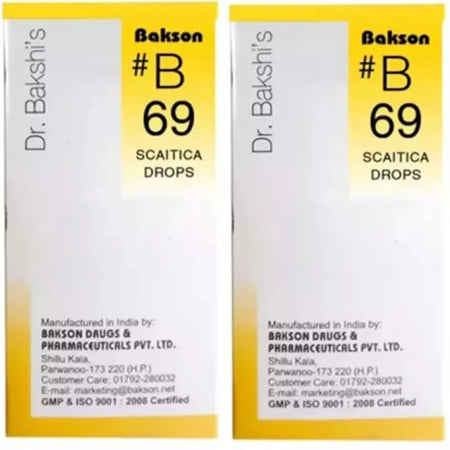 Dr. Bakshi's
Bakson
#B
69
SCAITICA
DROPS
Manufactured in India by:
BAKSON DRUGS &
PHARMACEUTICALS PVT. LTD.
Shillu Kala,
Parwanoo-173 220 (H.P.)
Customer Care: 01792-280032
E-mail: marketing@bakson.net
GMP & ISO 9001 : 2008 Certified
Dr. Bakshi's
Bakson
#B
69
SCAITICA
DROPS
Manufactured in India by:
BAKSON DRUGS &
PHARMACEUTICALS PVT. LTD.
Shillu Kala,
Parwanoo-173 220 (H.P.)
Customer Care: 01792-280032
E-mail: marketing@bakson.net
GMP & ISO 9001 : 2008 Certified